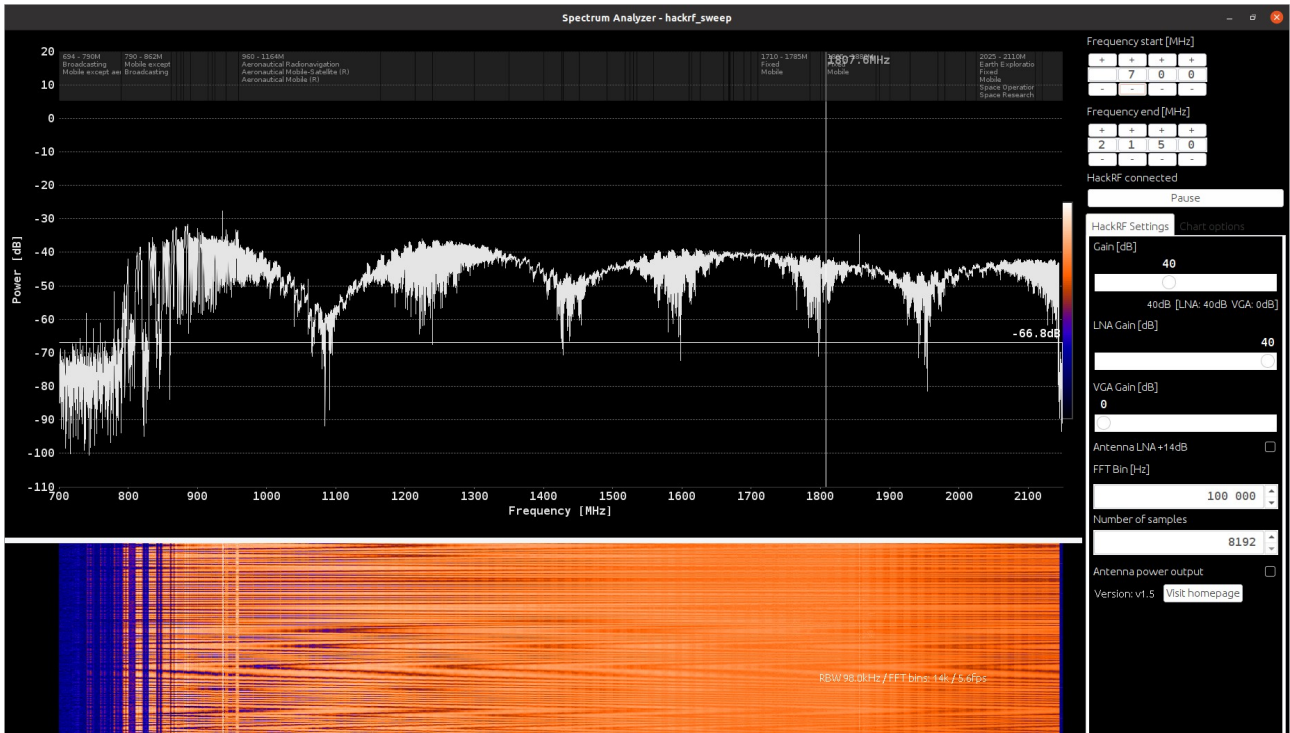 Spectrum Analyzer - hackrf_sweep
20
10
0
-10
-20
-30
-40
-50
-60
-70
-80
-90
-100
-110
Power [dB]
694 - 790M
Broadcasting
Mobile except aer
790 - 862M
Mobile except
Broadcasting
960 - 1164M
Aeronautical Radionavigation
Aeronautical Mobile-Satellite (R)
Aeronautical Mobile (R)
1710 - 1785M
Fixed
Mobile
1807.6MHz
Mobile
2025 - 2110M
Earth Exploratio
Fixed
Mobile
Space Operation
Space Research
-66.8dB
700 800 900 1000 1100 1200 1300 1400 1500 1600 1700 1800 1900 2000 2100
Frequency [MHz]
RBW 98.0kHz / FFT bins: 14k / 5.6fps
Frequency start [MHz]
+ + + +
7 0 0
- - - -
Frequency end [MHz]
+ + + +
2 1 5 0
- - - -
HackRF connected
Pause
HackRF Settings Chart options
Gain [dB]
40
40dB [LNA: 40dB VGA: 0dB]
LNA Gain [dB]
40
VGA Gain [dB]
0
Antenna LNA +14dB
FFT Bin [Hz]
100 000
Number of samples
8192
Antenna power output
Version: v1.5 Visit homepage